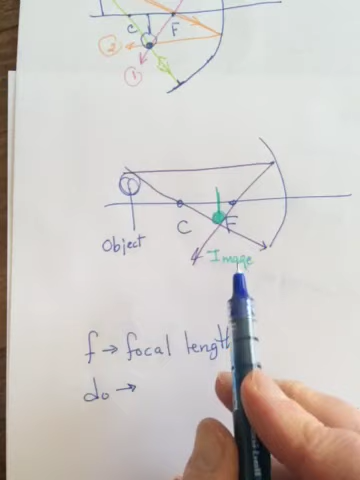 C F
②
①
C F
Object
Image
f → focal length
do →